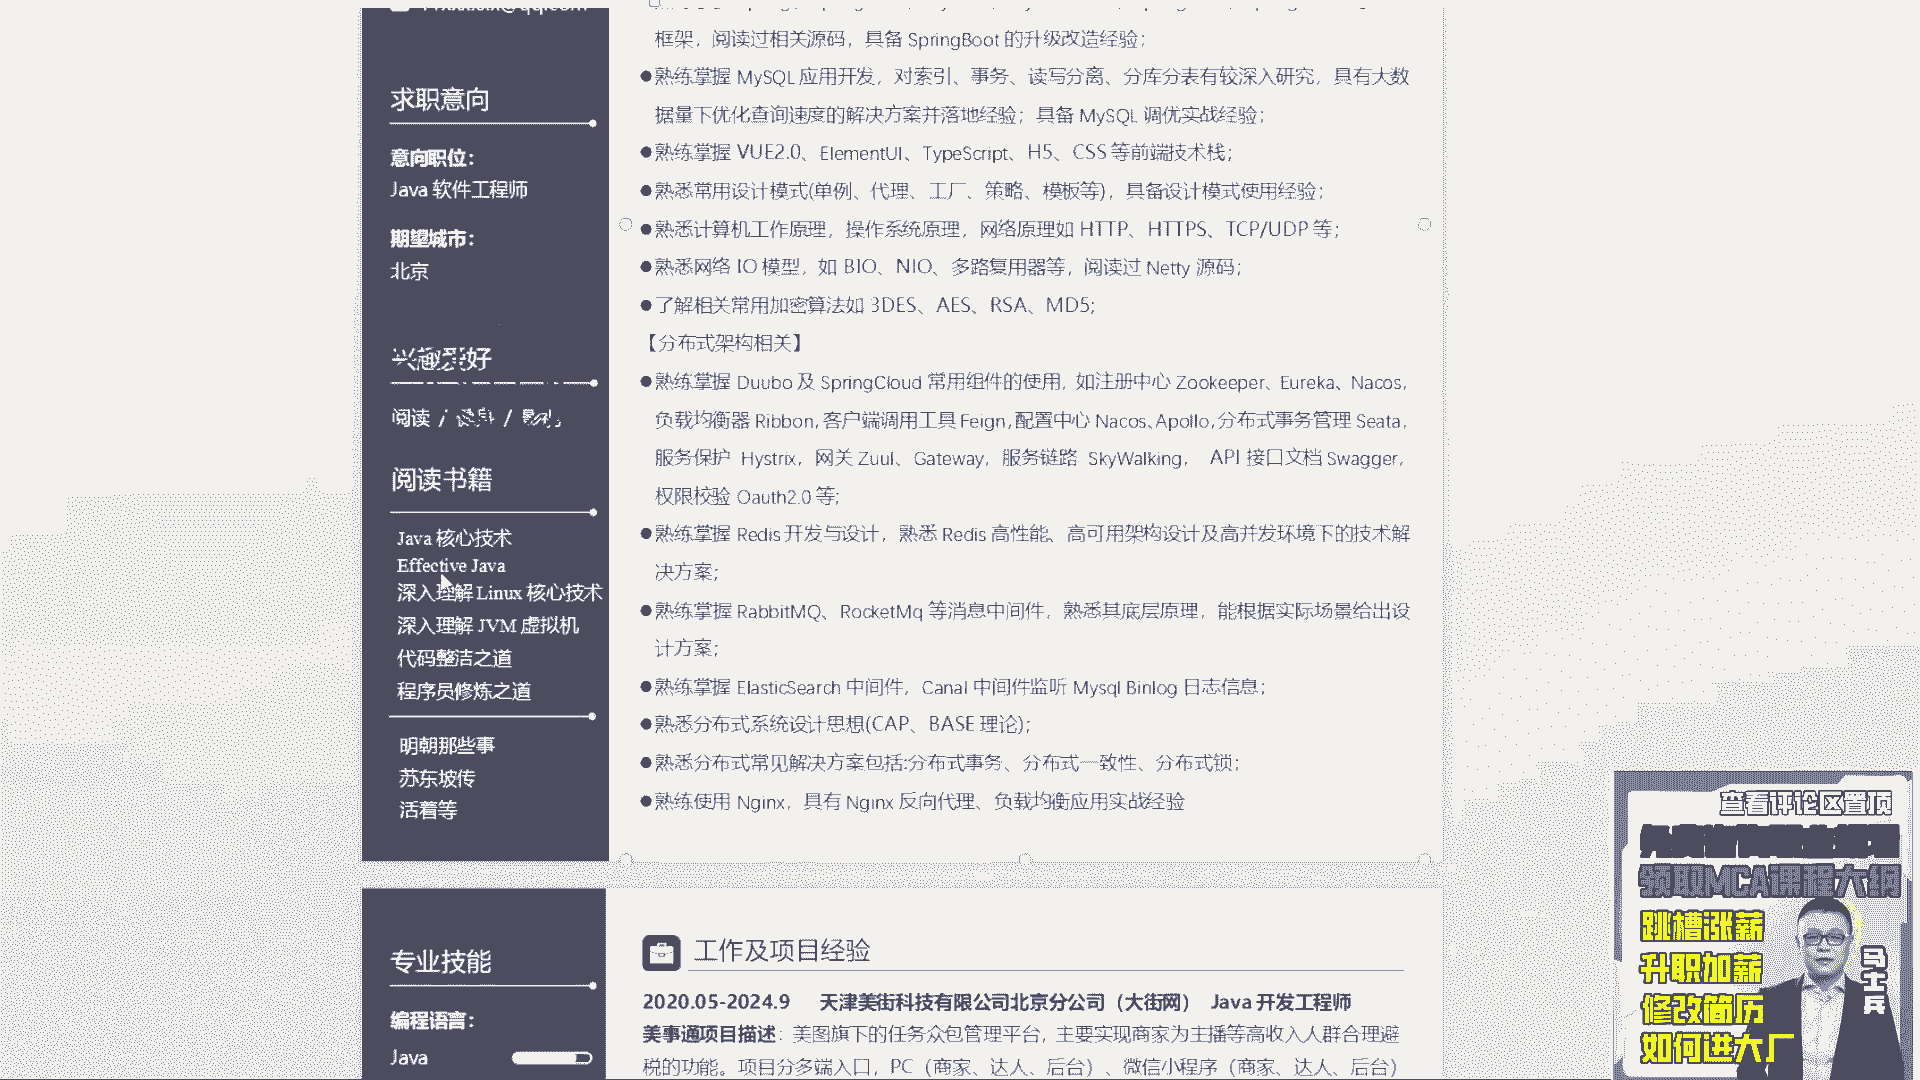 求职意向
意向职位：
Java 软件工程师
期望城市：
北京
兴趣爱好
阅读 /
阅读书籍
Java 核心技术
Effective Java
深入理解 Linux 核心技术
深入理解 JVM 虚拟机
代码整洁之道
程序员修炼之道
明朝那些事
苏东坡传
活着等
框架，阅读过相关源码，具备 SpringBoot 的升级改造经验；
●熟练掌握 MySQL 应用开发，对索引、事务、读写分离、分库分表有较深入研究，具有大数
据量下优化查询速度的解决方案并落地经验；具备 MySQL 调优实战经验；
●熟练掌握 VUE2.0、ElementUI、TypeScript、H5、CSS 等前端技术栈；
●熟悉常用设计模式(单例、代理、工厂、策略、模板等)，具备设计模式使用经验；
●熟悉计算机工作原理，操作系统原理，网络原理如 HTTP、HTTPS、TCP/UDP 等；
●熟悉网络 IO 模型，如 BIO、NIO、多路复用器等，阅读过 Netty 源码；
●了解相关常用加密算法如 3DES、AES、RSA、MD5;
【分布式架构相关】
●熟练掌握 Duubo 及 SpringCloud 常用组件的使用, 如注册中心 Zookeeper、Eureka、Nacos,
负载均衡器 Ribbon,客户端调用工具 Feign,配置中心 Nacos、Apollo,分布式事务管理 Seata,
服务保护 Hystrix，网关 Zuul、Gateway，服务链路 SkyWalking， API 接口文档 Swagger,
权限校验 Oauth2.0 等;
●熟练掌握 Redis 开发与设计，熟悉 Redis 高性能、高可用架构设计及高并发环境下的技术解
决方案；
●熟练掌握 RabbitMQ、RocketMq 等消息中间件，熟悉其底层原理，能根据实际场景给出设
计方案；
●熟练掌握 ElasticSearch 中间件，Canal 中间件监听 Mysql Binlog 日志信息；
●熟悉分布式系统设计思想(CAP、BASE 理论)；
●熟悉分布式常见解决方案包括:分布式事务、分布式一致性、分布式锁；
●熟练使用 Nginx，具有 Nginx 反向代理、负载均衡应用实战经验
专业技能
编程语言：
Java
工作及项目经验
2020.05-2024.9 天津美街科技有限公司北京分公司（大街网） Java 开发工程师
美事通项目描述：美图旗下的任务众包管理平台，主要实现商家为主播等高收入人群合理避
税的功能。项目分多端入口，PC（商家、达人、后台）、微信小程序（商家、达人、后台）
查看评论区置顶
领取MCA课程大纲
跳槽涨薪
升职加薪
修改简历
如何进大厂
马士兵